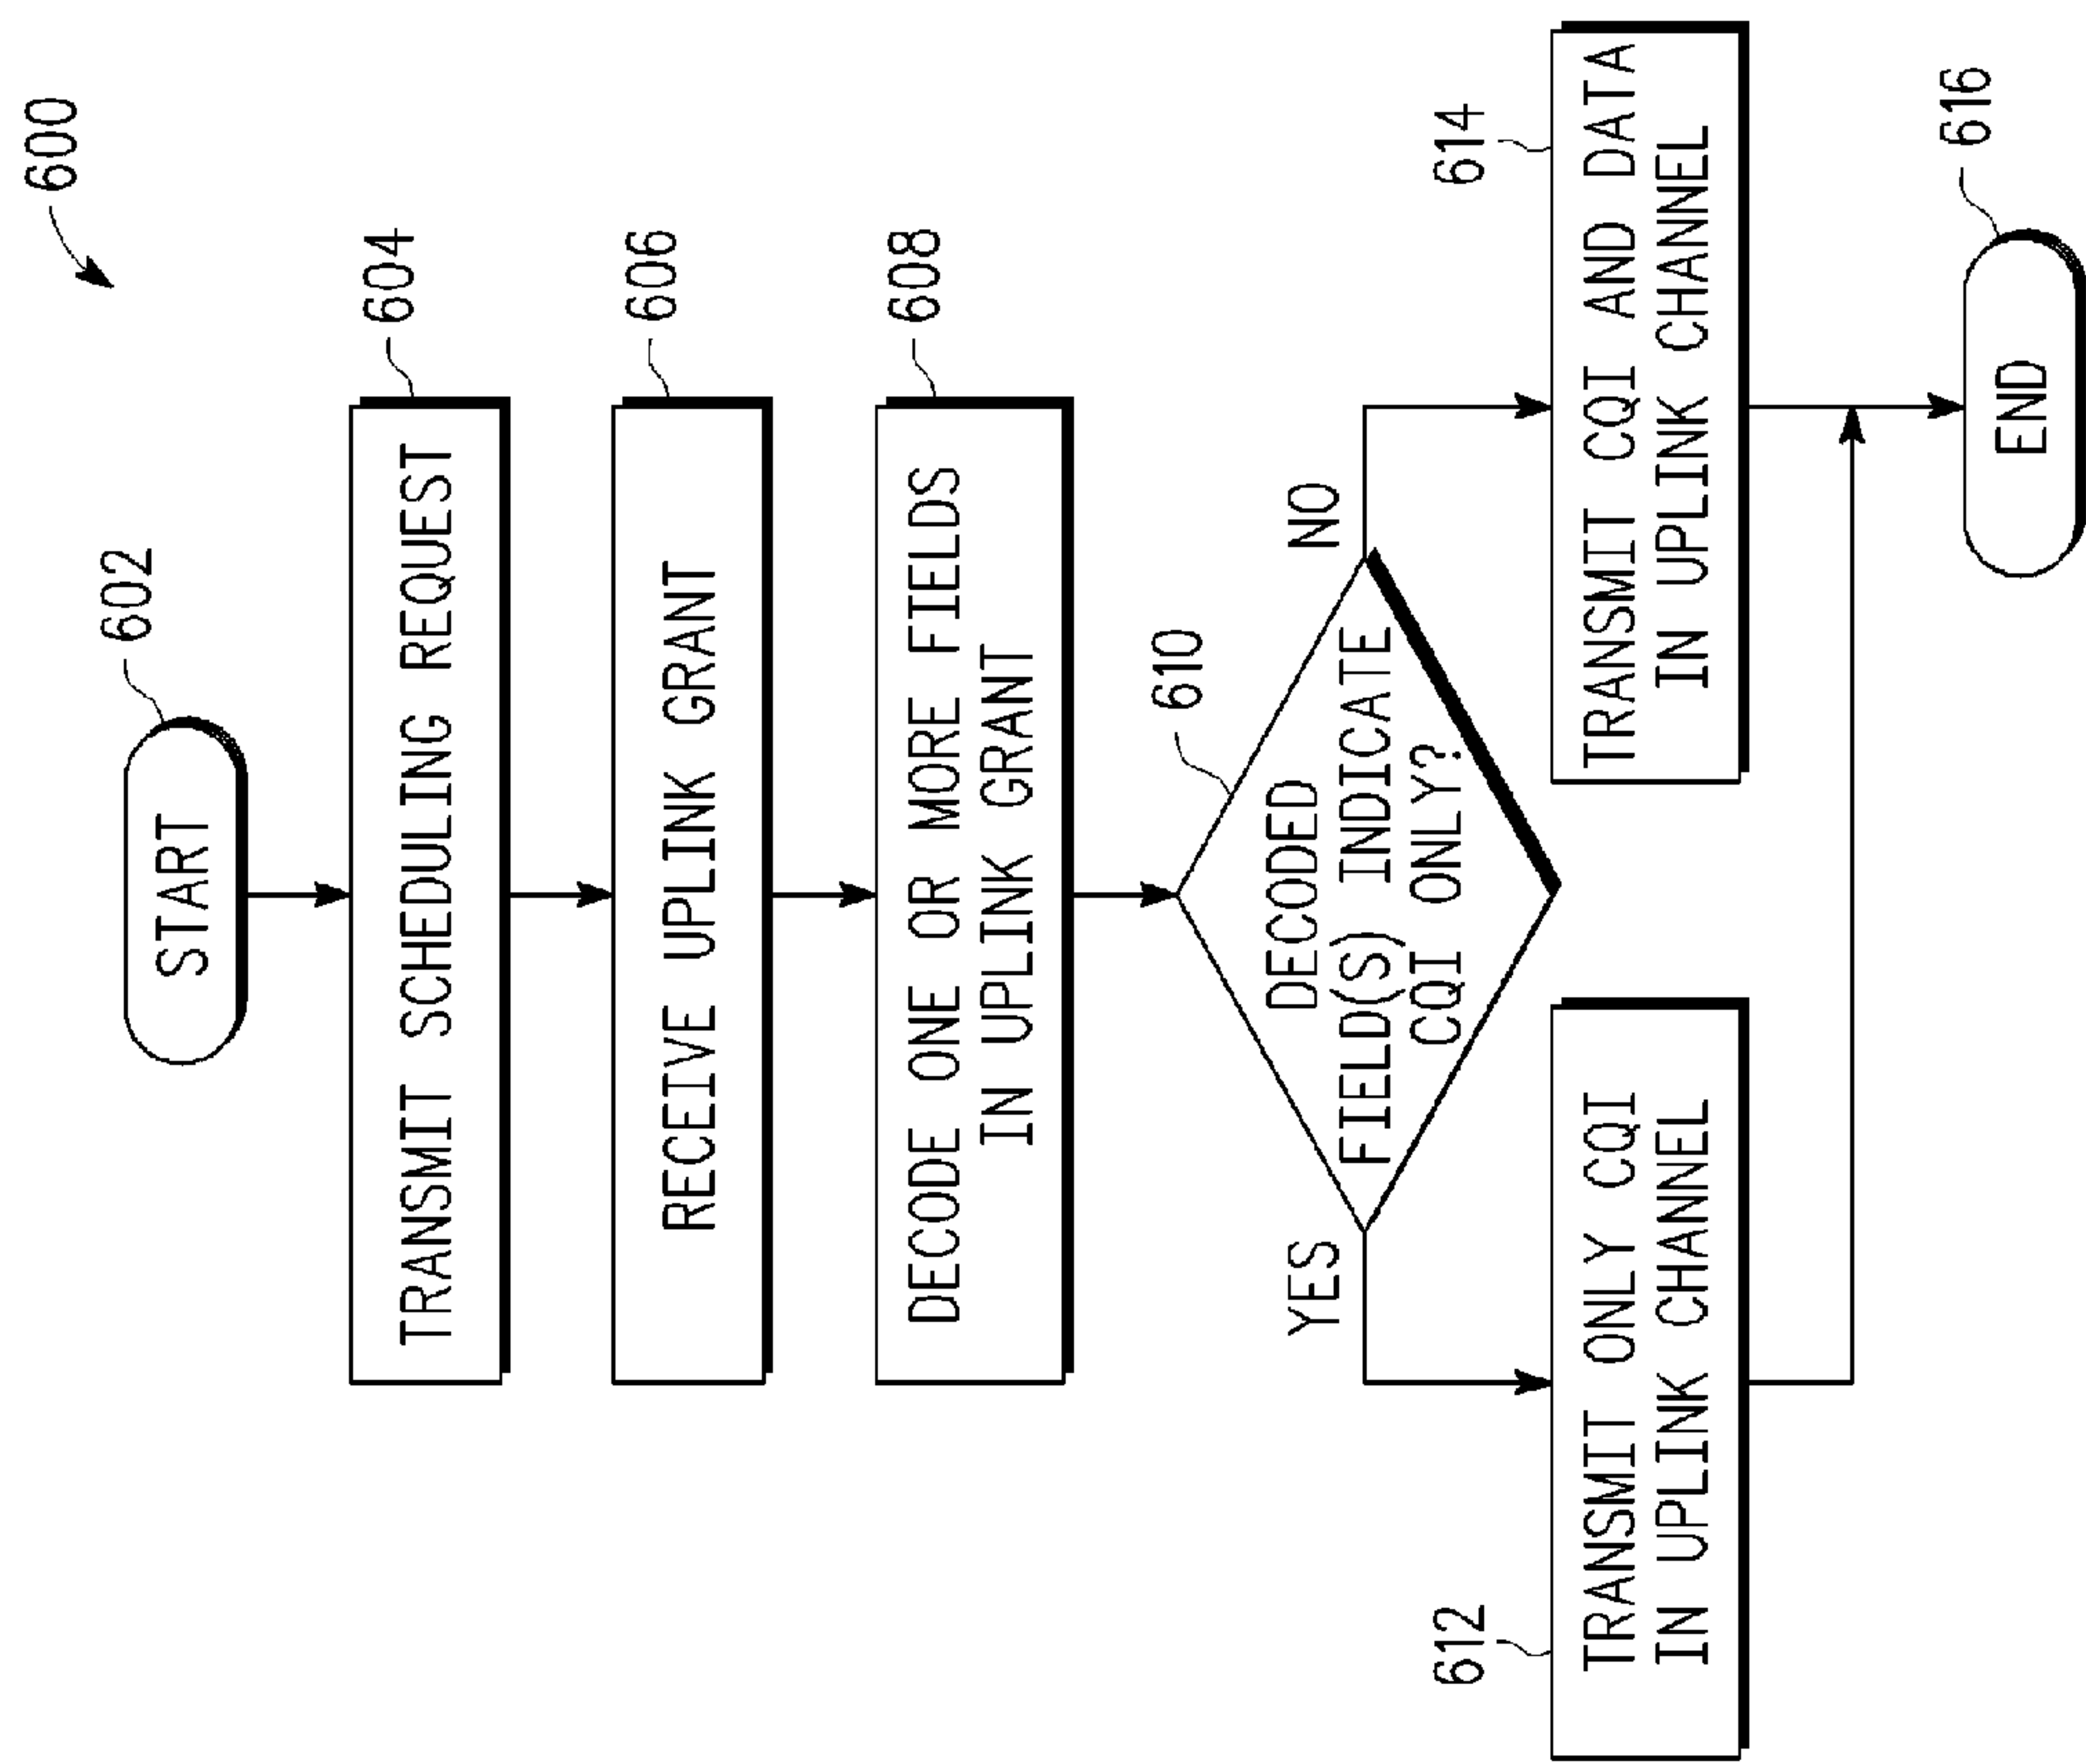 600
602
START
604
TRANSMIT SCHEDULING REQUEST
606
RECEIVE UPLINK GRANT
608
DECODE ONE OR MORE FIELDS
IN UPLINK GRANT
610
DECODED
FIELD(S) INDICATE
CQI ONLY?
YES
NO
612
TRANSMIT ONLY CQI
IN UPLINK CHANNEL
614
TRANSMIT CQI AND DATA
IN UPLINK CHANNEL
616
END